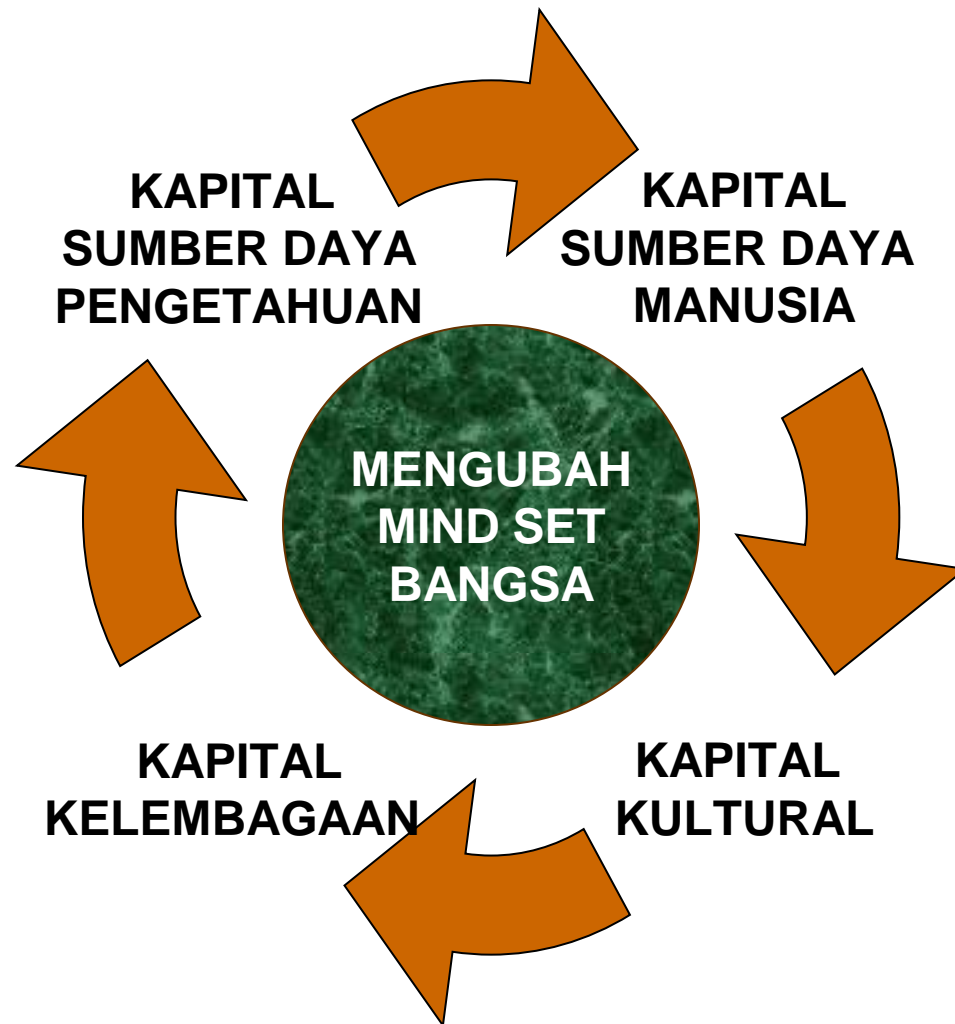 KAPITAL
SUMBER DAYA
PENGETAHUAN
KAPITAL
SUMBER DAYA
MANUSIA
MENGUBAH
MIND SET
BANGSA
KAPITAL
KELEMBAGAAN
KAPITAL
KULTURAL